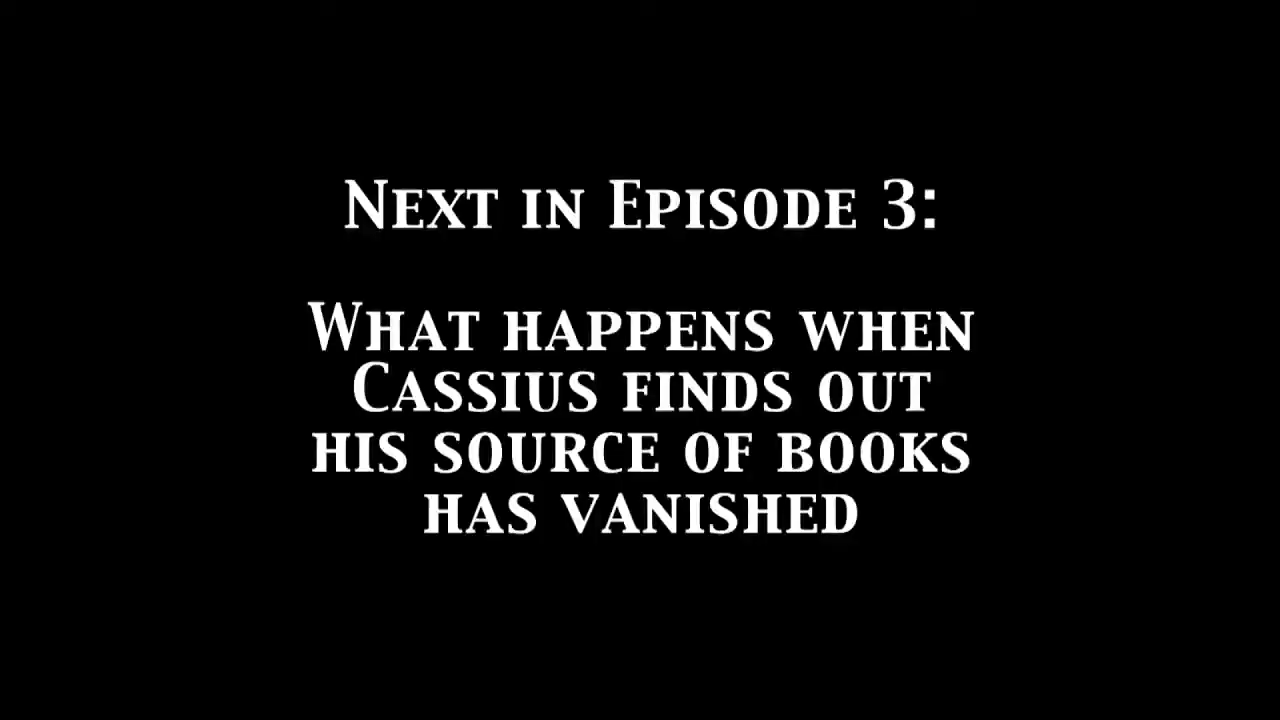 Next in Episode 3:
What happens when
Cassius finds out
his source of books
has vanished